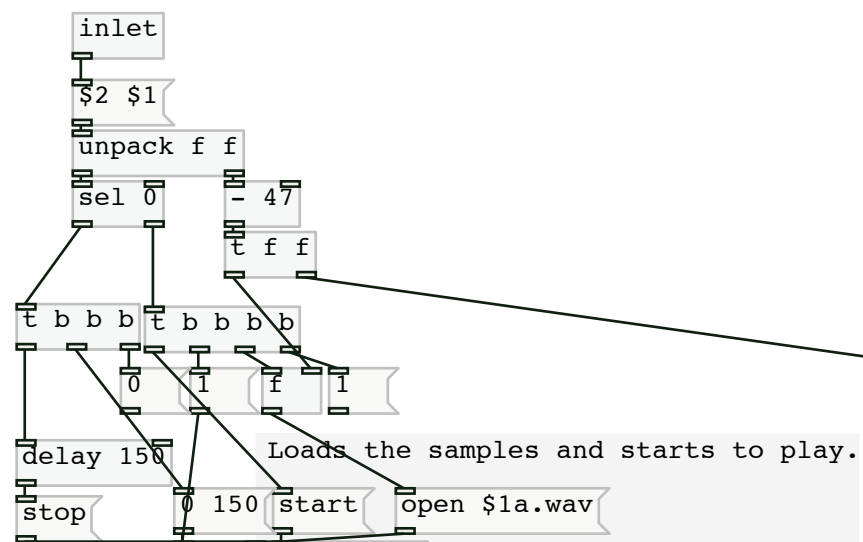 inlet
$2 $1
unpack f f
sel 0
- 47
t f f
t b b b
t b b b b
0
1
f
1
delay 150
Loads the samples and starts to play.
stop
0 150
start
open $1a.wav